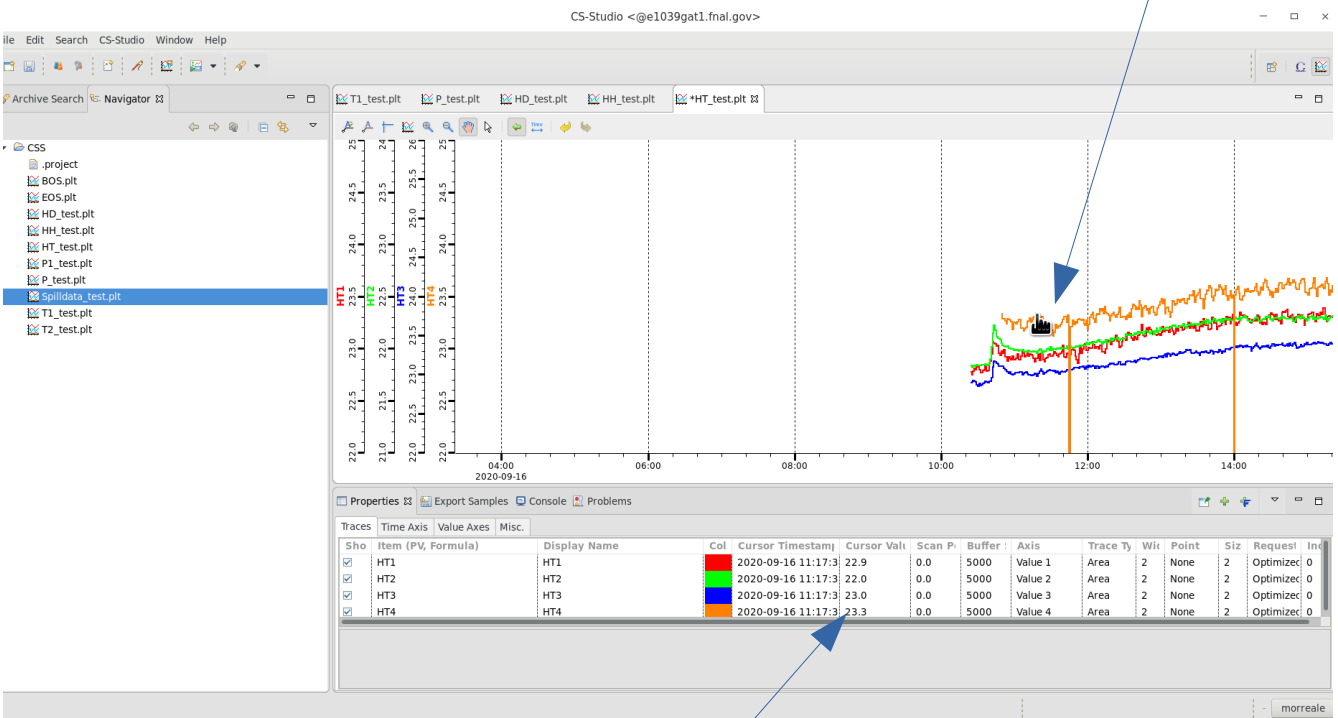 CS-Studio <@e1039gat1.fnal.gov>
ile Edit Search CS-Studio Window Help
Archive Search Navigator
T1_test.plt P_test.plt HD_test.plt HH_test.plt *HT_test.plt
Time
CSS
.project
BOS.plt
EOS.plt
HD_test.plt
HH_test.plt
HT_test.plt
P1_test.plt
P_test.plt
Spilldata_test.plt
T1_test.plt
T2_test.plt
HT1
22.0 22.5 23.0 23.5 24.0 24.5 25
HT2
21.0 21.5 22.0 22.5 23.0 23.5 24
HT3
22.0 22.5 23.0 23.5 24.0 24.5 25.0 25.5 26
HT4
22.0 22.5 23.0 23.5 24.0 24.5 25
04:00 06:00 08:00 10:00 12:00 14:00
2020-09-16
Properties Export Samples Console Problems
Traces Time Axis Value Axes Misc.
Sho Item (PV, Formula) Display Name Col Cursor Timestam Cursor Valu Scan P Buffer Axis Trace Ty Wi Point Siz Request In
HT1 HT1 2020-09-16 11:17:3 22.9 0.0 5000 Value 1 Area 2 None 2 Optimize 0
HT2 HT2 2020-09-16 11:17:3 22.0 0.0 5000 Value 2 Area 2 None 2 Optimize 0
HT3 HT3 2020-09-16 11:17:3 23.0 0.0 5000 Value 3 Area 2 None 2 Optimize 0
HT4 HT4 2020-09-16 11:17:3 23.3 0.0 5000 Value 4 Area 2 None 2 Optimize 0
morreale